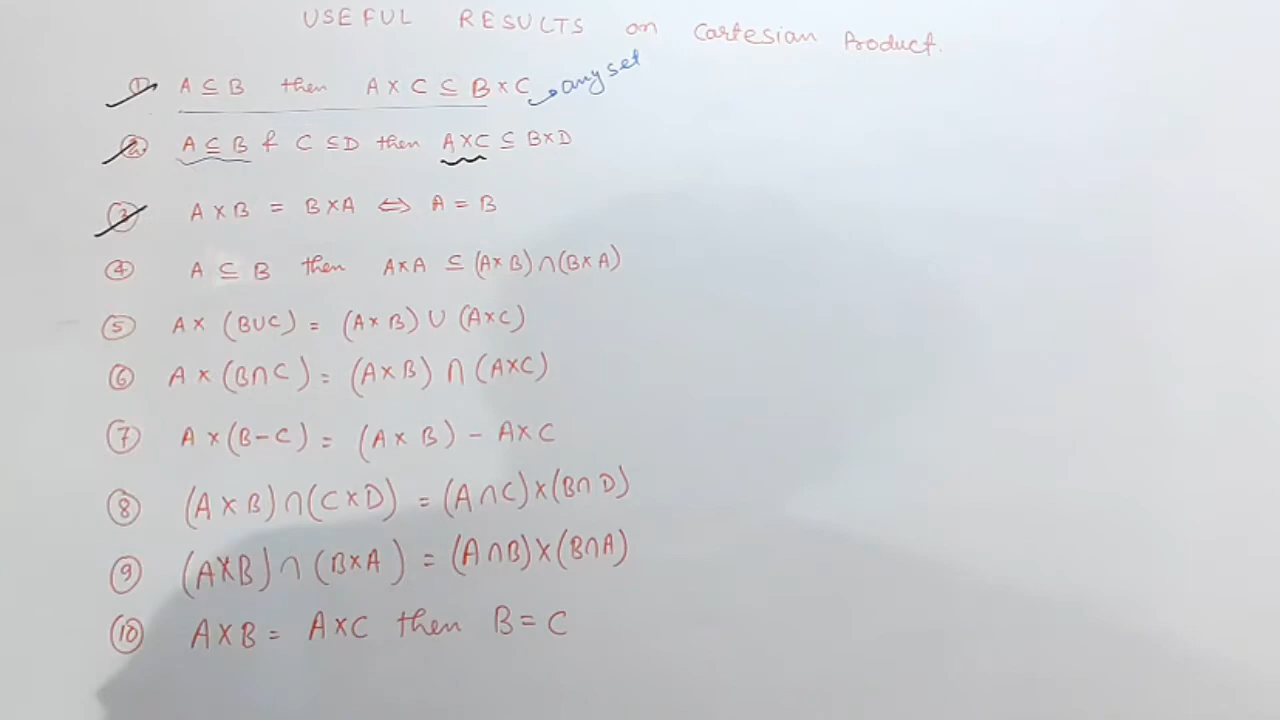 USEFUL RESULTS on Cartesian Product.
① A ⊆ B then A × C ⊆ B × C any set
② A ⊆ B & C ⊆ D then A×C ⊆ B×D
③ A × B = B × A ⇔ A = B
④ A ⊆ B then A×A ⊆ (A×B)∩(B×A)
⑤ A × (B∪C) = (A×B) ∪ (A×C)
⑥ A × (B∩C) = (A×B) ∩ (A×C)
⑦ A × (B-C) = (A×B) - A×C
⑧ (A×B)∩(C×D) = (A∩C)×(B∩D)
⑨ (A×B)∩(B×A) = (A∩B)×(B∩A)
⑩ A×B = A×C then B = C